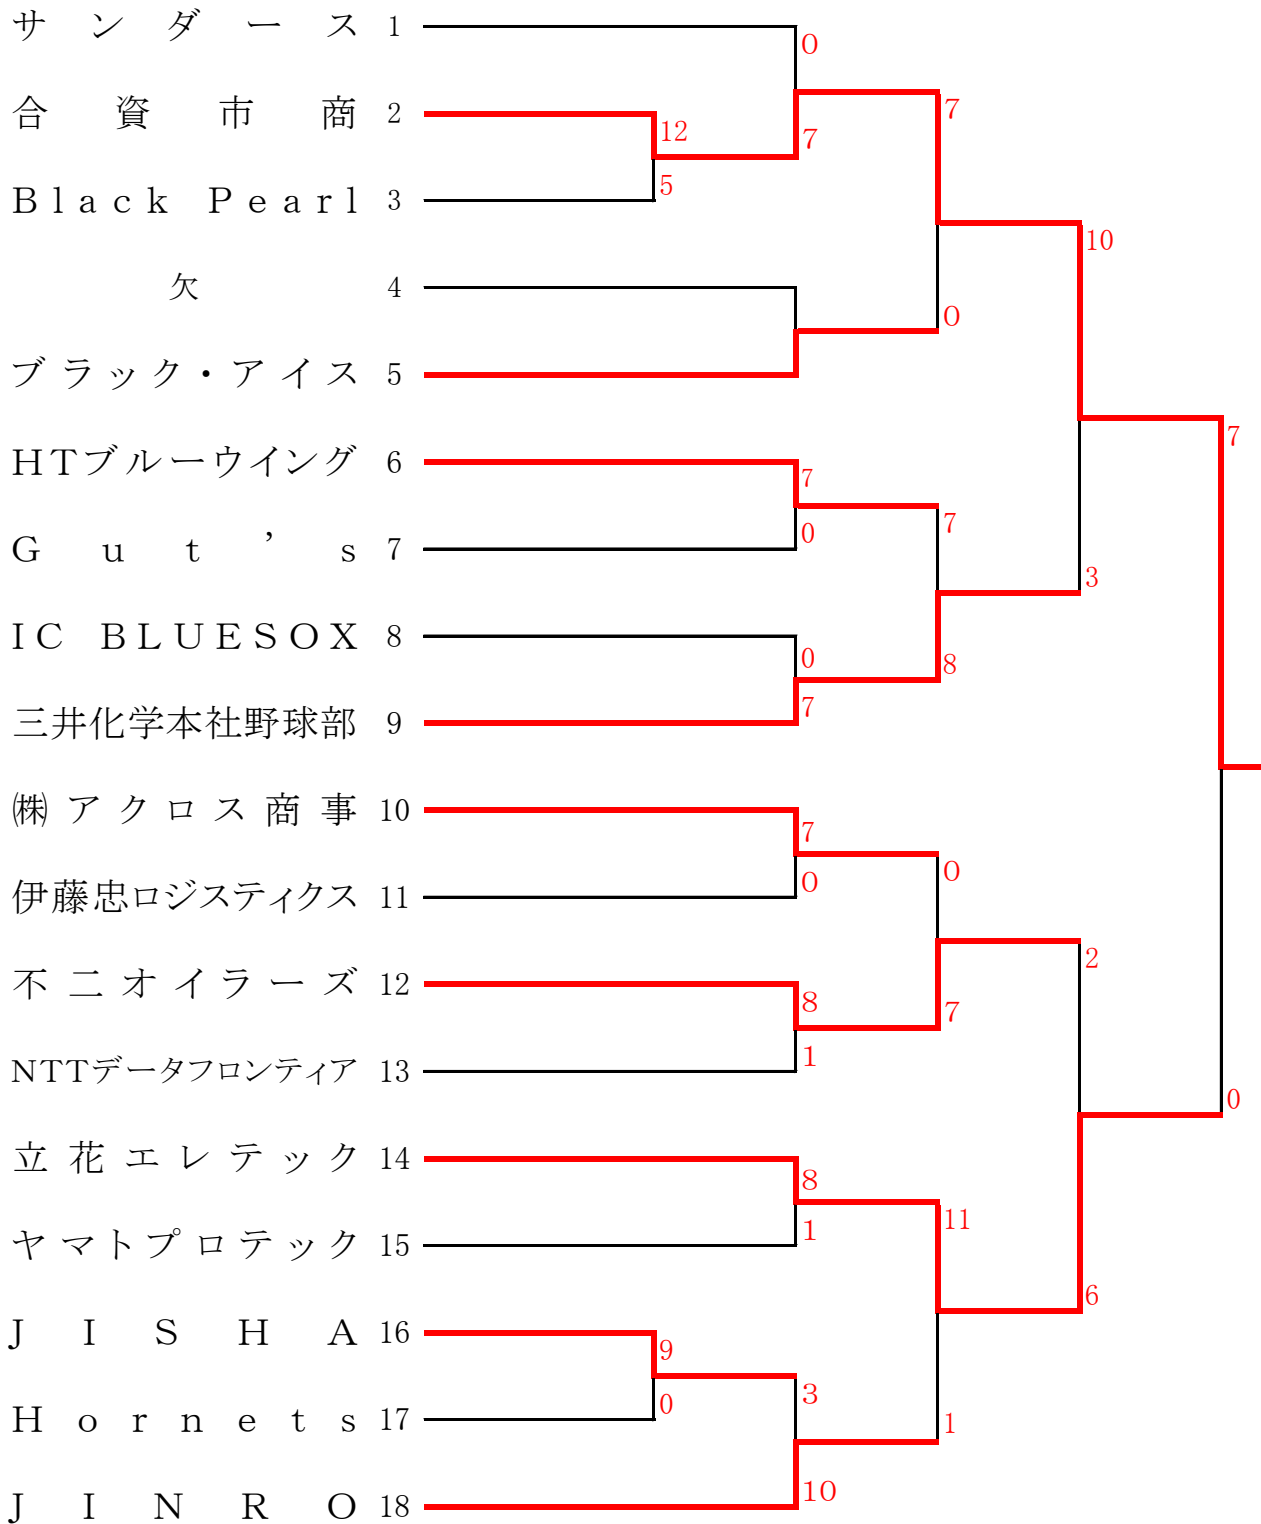 サンダース 1
0
7
合資市商 2
12
7
10
Black Pearl 3
5
欠 4
0
ブラック・アイス 5
7
HTブルーウイング 6
7
7
Gut's 7
0
3
IC BLUESOX 8
0
8
三井化学本社野球部 9
7
㈱アクロス商事 10
7
0
伊藤忠ロジスティクス 11
0
2
不二オイラーズ 12
8
7
NTTデータフロンティア 13
1
0
立花エレテック 14
8
11
ヤマトプロテック 15
1
6
JISHA 16
9
3
Hornets 17
0
1
JINRO 18
10